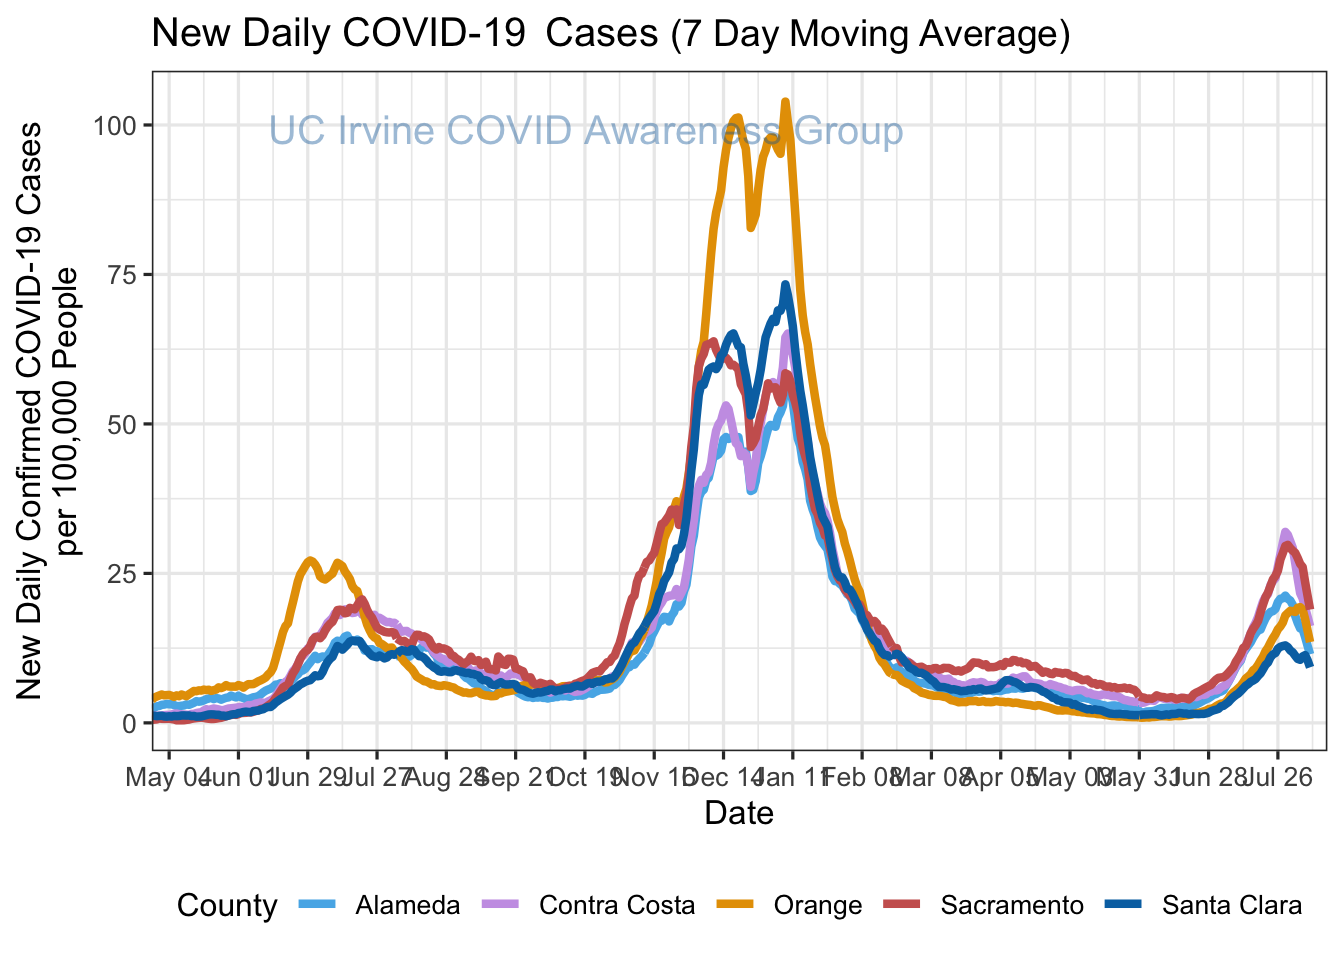 New Daily COVID-19 Cases (7 Day Moving Average)
UC Irvine COVID Awareness Group
New Daily Confirmed COVID-19 Cases
per 100,000 People
100
75
50
25
0
May 04 Jun 01 Jun 29 Jul 27 Aug 24 Sep 21 Oct 19 Nov 16 Dec 14 Jan 11 Feb 08 Mar 08 Apr 05 May 03 May 31 Jun 28 Jul 26
Date
County Alameda Contra Costa Orange Sacramento Santa Clara